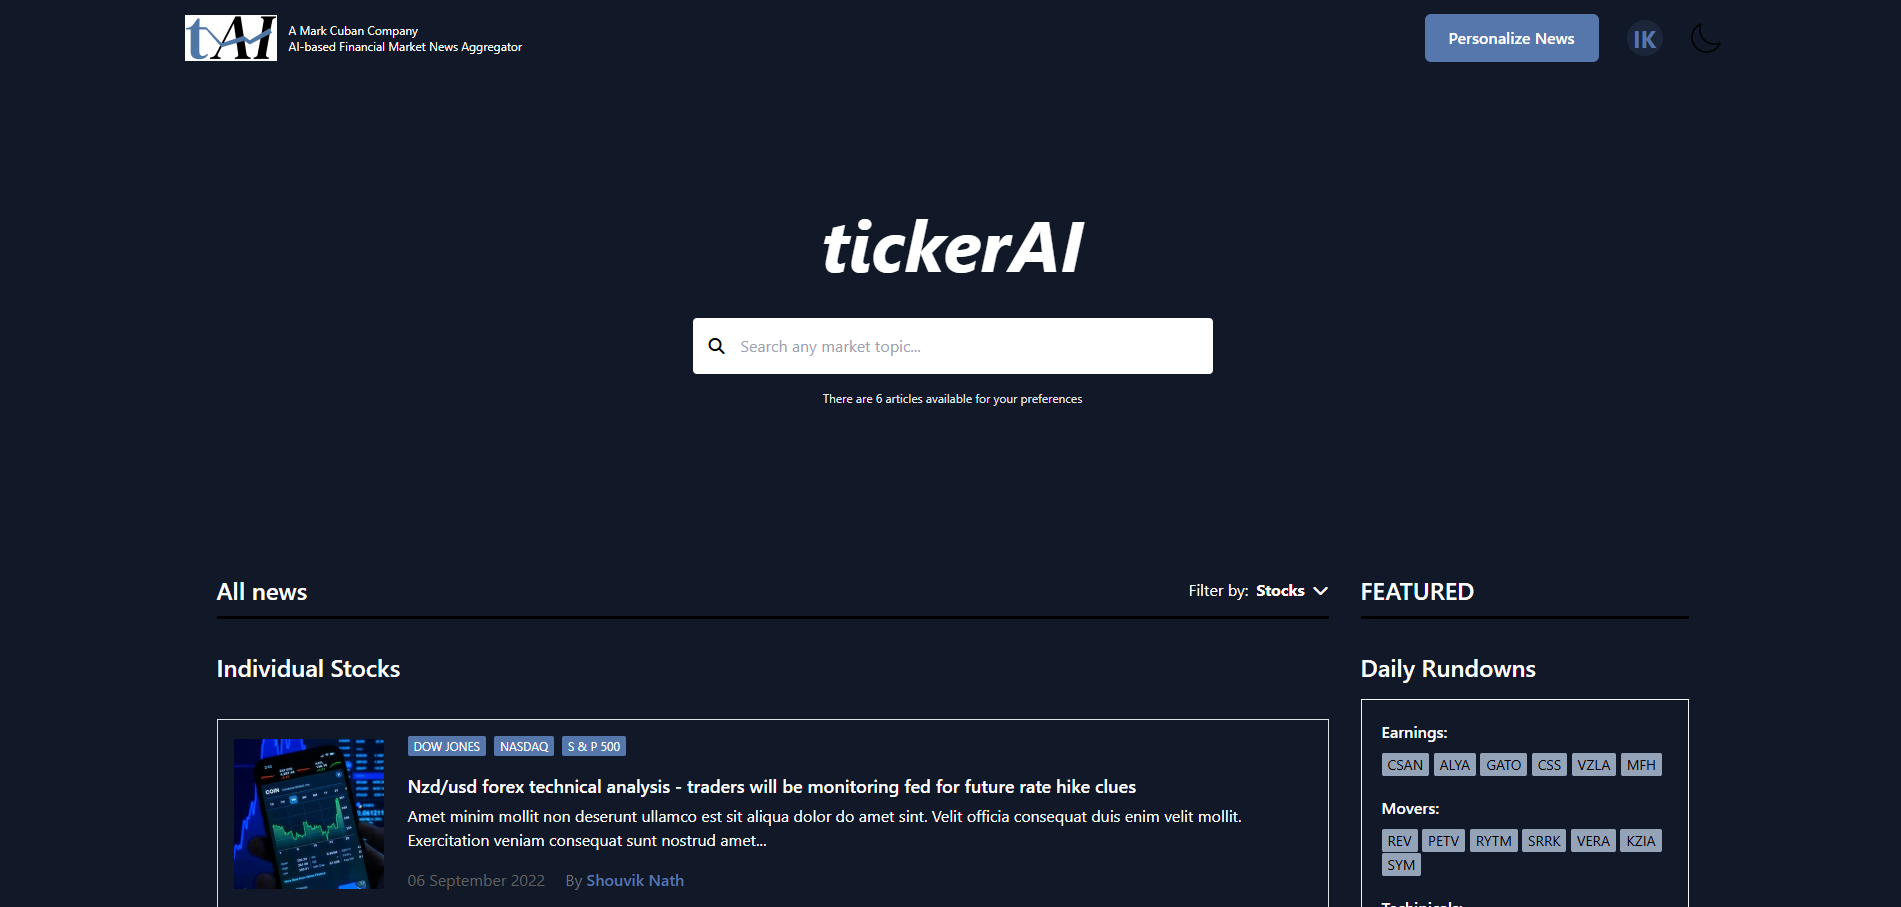 tAI
A Mark Cuban Company
AI-based Financial Market News Aggregator
Personalize News
IK
tickerAI
Search any market topic...
There are 6 articles available for your preferences
All news
Filter by: Stocks
FEATURED
Individual Stocks
Daily Rundowns
DOW JONES NASDAQ S & P 500
Nzd/usd forex technical analysis - traders will be monitoring fed for future rate hike clues
Amet minim mollit non deserunt ullamco est sit aliqua dolor do amet sint. Velit officia consequat duis enim velit mollit.
Exercitation veniam consequat sunt nostrud amet...
06 September 2022 By Shouvik Nath
COIN
Earnings:
CSAN ALYA GATO CSS VZLA MFH
Movers:
REV PETV RYTM SRRK VERA KZIA
SYM